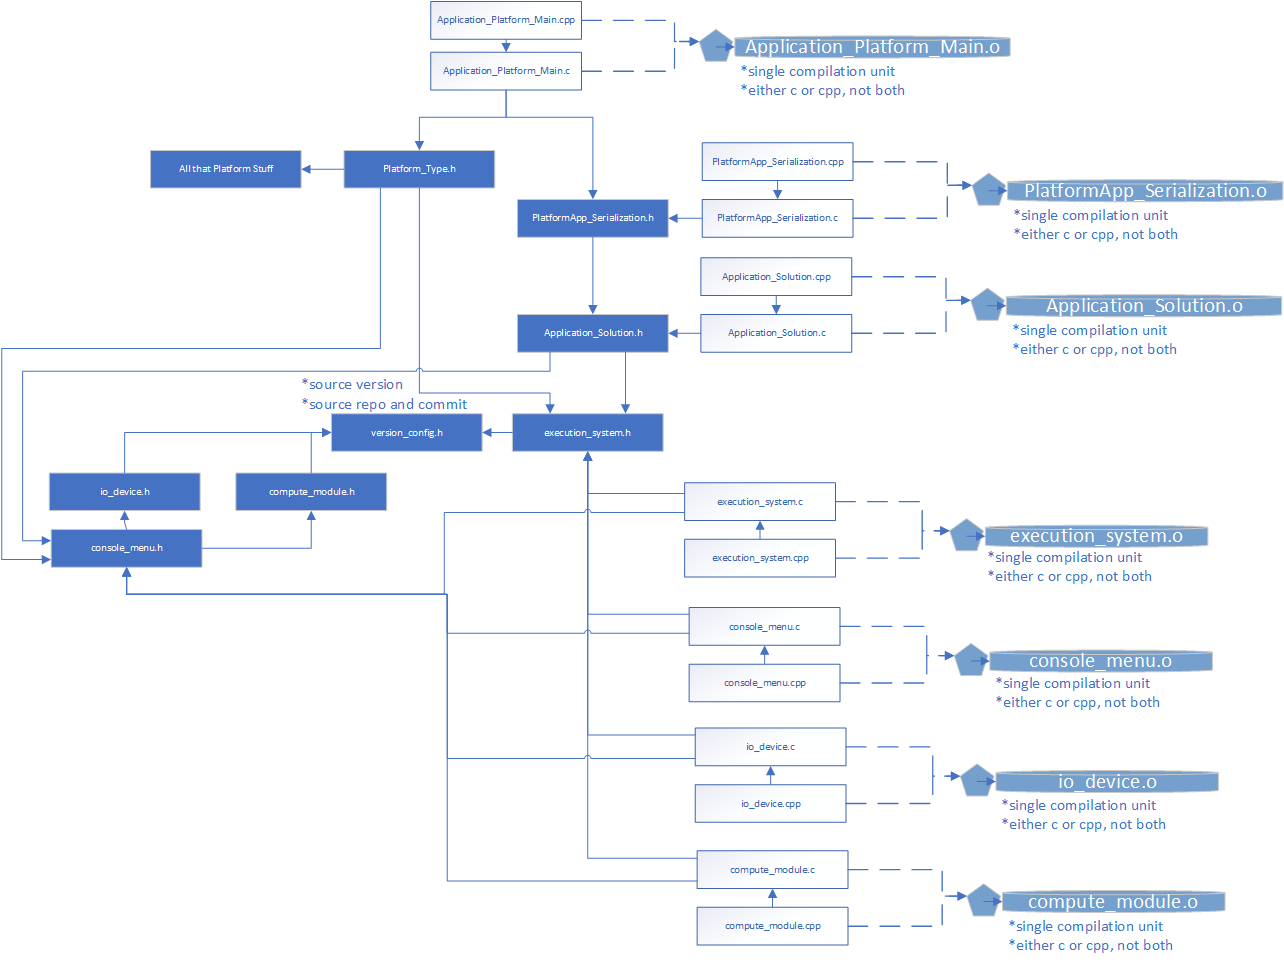 Application_Platform_Main.cpp
Application_Platform_Main.c
Application_Platform_Main.o
*single compilation unit
*either c or cpp, not both
All that Platform Stuff
Platform_Type.h
PlatformApp_Serialization.cpp
PlatformApp_Serialization.h
PlatformApp_Serialization.c
PlatformApp_Serialization.o
*single compilation unit
*either c or cpp, not both
Application_Solution.cpp
Application_Solution.h
Application_Solution.c
Application_Solution.o
*single compilation unit
*either c or cpp, not both
*source version
*source repo and commit
version_config.h
execution_system.h
io_device.h
compute_module.h
console_menu.h
execution_system.c
execution_system.cpp
execution_system.o
*single compilation unit
*either c or cpp, not both
console_menu.c
console_menu.cpp
console_menu.o
*single compilation unit
*either c or cpp, not both
io_device.c
io_device.cpp
io_device.o
*single compilation unit
*either c or cpp, not both
compute_module.c
compute_module.cpp
compute_module.o
*single compilation unit
*either c or cpp, not both